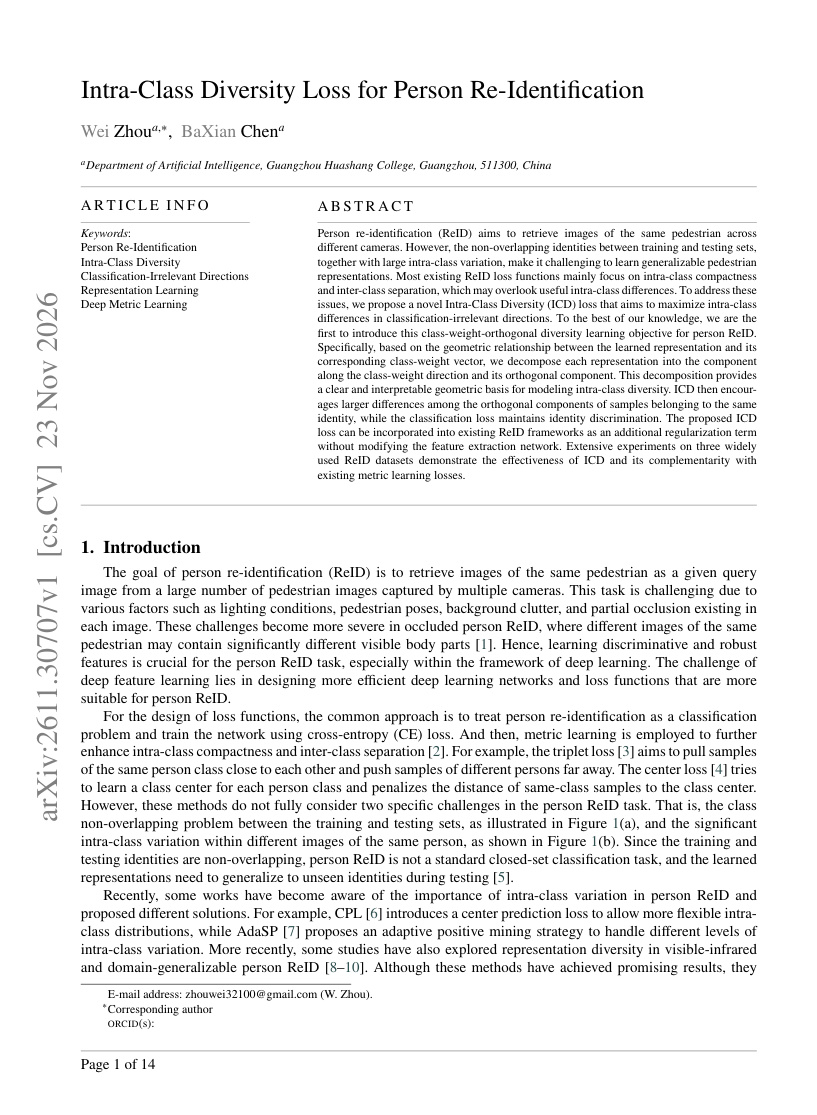 Intra-Class Diversity Loss for Person Re-Identification
Wei Zhouᵃ,*, BaXian Chenᵃ
ᵃDepartment of Artificial Intelligence, Guangzhou Huashang College, Guangzhou, 511300, China
ARTICLE INFO
Keywords:
Person Re-Identification
Intra-Class Diversity
Classification-Irrelevant Directions
Representation Learning
Deep Metric Learning
ABSTRACT
Person re-identification (ReID) aims to retrieve images of the same pedestrian across
different cameras. However, the non-overlapping identities between training and testing sets,
together with large intra-class variation, make it challenging to learn generalizable pedestrian
representations. Most existing ReID loss functions mainly focus on intra-class compactness
and inter-class separation, which may overlook useful intra-class differences. To address these
issues, we propose a novel Intra-Class Diversity (ICD) loss that aims to maximize intra-class
differences in classification-irrelevant directions. To the best of our knowledge, we are the
first to introduce this class-weight-orthogonal diversity learning objective for person ReID.
Specifically, based on the geometric relationship between the learned representation and its
corresponding class-weight vector, we decompose each representation into the component
along the class-weight direction and its orthogonal component. This decomposition provides
a clear and interpretable geometric basis for modeling intra-class diversity. ICD then encour-
ages larger differences among the orthogonal components of samples belonging to the same
identity, while the classification loss maintains identity discrimination. The proposed ICD
loss can be incorporated into existing ReID frameworks as an additional regularization term
without modifying the feature extraction network. Extensive experiments on three widely
used ReID datasets demonstrate the effectiveness of ICD and its complementarity with
existing metric learning losses.
1. Introduction
The goal of person re-identification (ReID) is to retrieve images of the same pedestrian as a given query
image from a large number of pedestrian images captured by multiple cameras. This task is challenging due to
various factors such as lighting conditions, pedestrian poses, background clutter, and partial occlusion existing in
each image. These challenges become more severe in occluded person ReID, where different images of the same
pedestrian may contain significantly different visible body parts [1]. Hence, learning discriminative and robust
features is crucial for the person ReID task, especially within the framework of deep learning. The challenge of
deep feature learning lies in designing more efficient deep learning networks and loss functions that are more
suitable for person ReID.
For the design of loss functions, the common approach is to treat person re-identification as a classification
problem and train the network using cross-entropy (CE) loss. And then, metric learning is employed to further
enhance intra-class compactness and inter-class separation [2]. For example, the triplet loss [3] aims to pull samples
of the same person class close to each other and push samples of different persons far away. The center loss [4] tries
to learn a class center for each person class and penalizes the distance of same-class samples to the class center.
However, these methods do not fully consider two specific challenges in the person ReID task. That is, the class
non-overlapping problem between the training and testing sets, as illustrated in Figure 1(a), and the significant
intra-class variation within different images of the same person, as shown in Figure 1(b). Since the training and
testing identities are non-overlapping, person ReID is not a standard closed-set classification task, and the learned
representations need to generalize to unseen identities during testing [5].
Recently, some works have become aware of the importance of intra-class variation in person ReID and
proposed different solutions. For example, CPL [6] introduces a center prediction loss to allow more flexible intra-
class distributions, while AdaSP [7] proposes an adaptive positive mining strategy to handle different levels of
intra-class variation. More recently, some studies have also explored representation diversity in visible-infrared
and domain-generalizable person ReID [8–10]. Although these methods have achieved promising results, they
E-mail address: zhouwei32100@gmail.com (W. Zhou).
*Corresponding author
ORCID(s):
Page 1 of 14
arXiv:2611.30707v1 [cs.CV] 23 Nov 2026